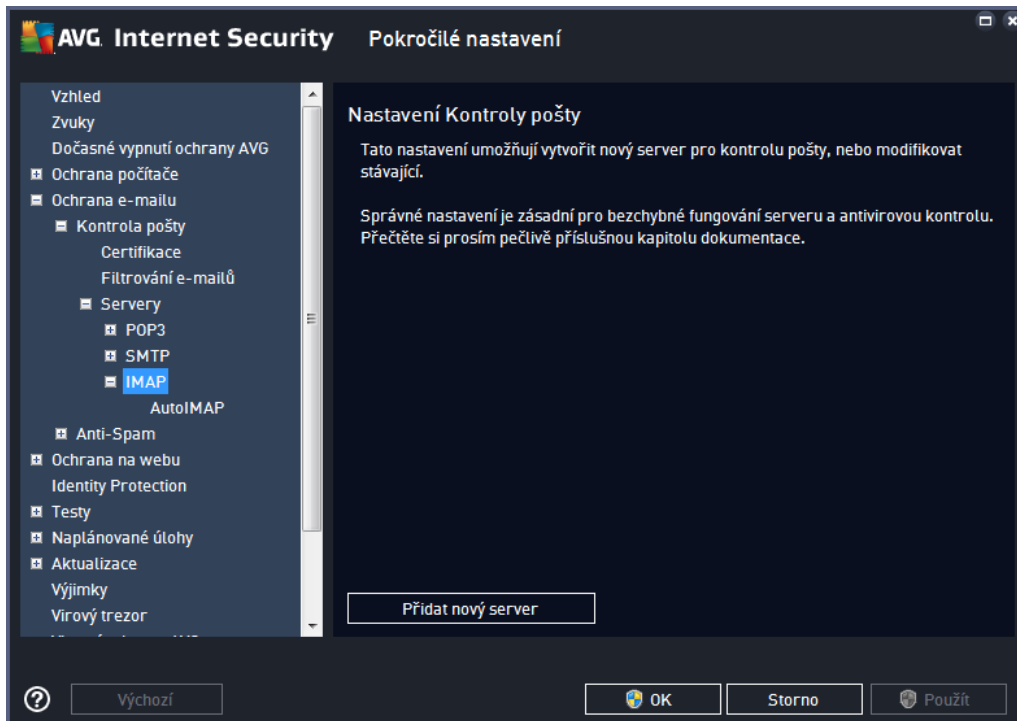 AVG. Internet Security Pokročilé nastavení
Vzhled
Zvuky
Dočasné vypnutí ochrany AVG
Ochrana počítače
Ochrana e-mailu
Kontrola pošty
Certifikace
Filtrování e-mailů
Servery
POP3
SMTP
IMAP
AutoIMAP
Anti-Spam
Ochrana na webu
Identity Protection
Testy
Naplánované úlohy
Aktualizace
Výjimky
Virový trezor
Nastavení Kontroly pošty
Tato nastavení umožňují vytvořit nový server pro kontrolu pošty, nebo modifikovat
stávající.
Správné nastavení je zásadní pro bezchybné fungování serveru a antivirovou kontrolu.
Přečtěte si prosím pečlivě příslušnou kapitolu dokumentace.
Přidat nový server
? Výchozí OK Storno Použít